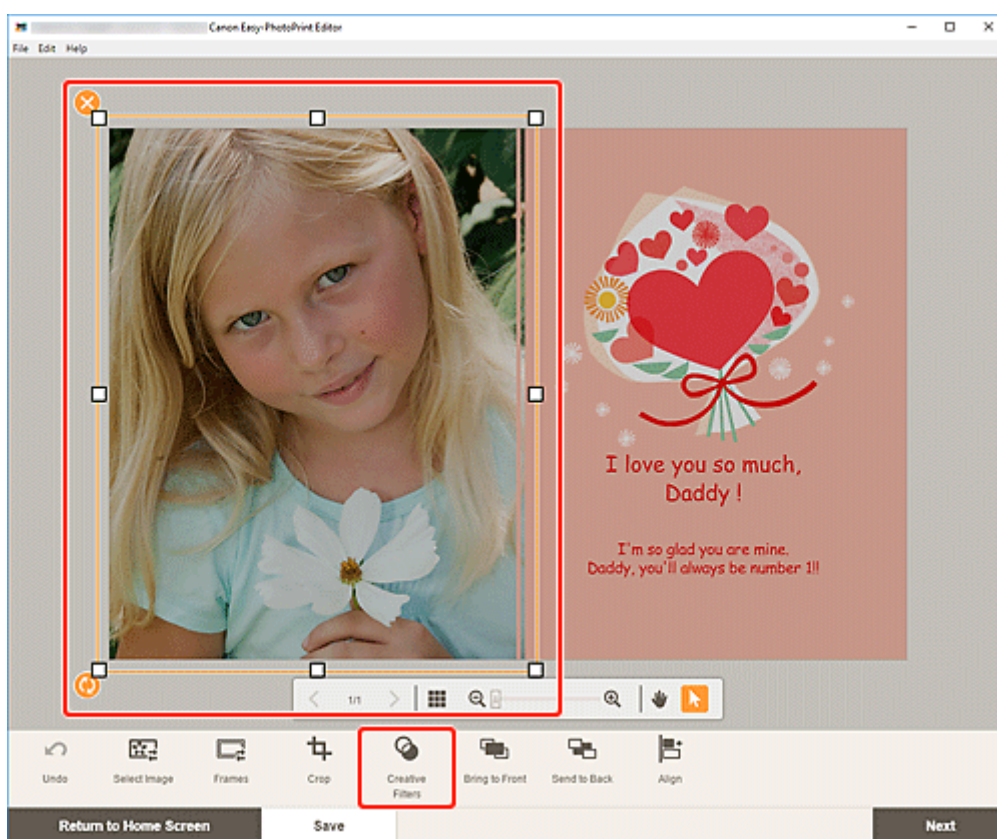 Canon Easy-PhotoPrint Editor
File Edit Help
I love you so much,
Daddy !
I'm so glad you are mine.
Daddy, you'll always be number 1!!
1/1
Undo
Select Image
Frames
Crop
Creative
Filters
Bring to Front
Send to Back
Align
Return to Home Screen
Save
Next